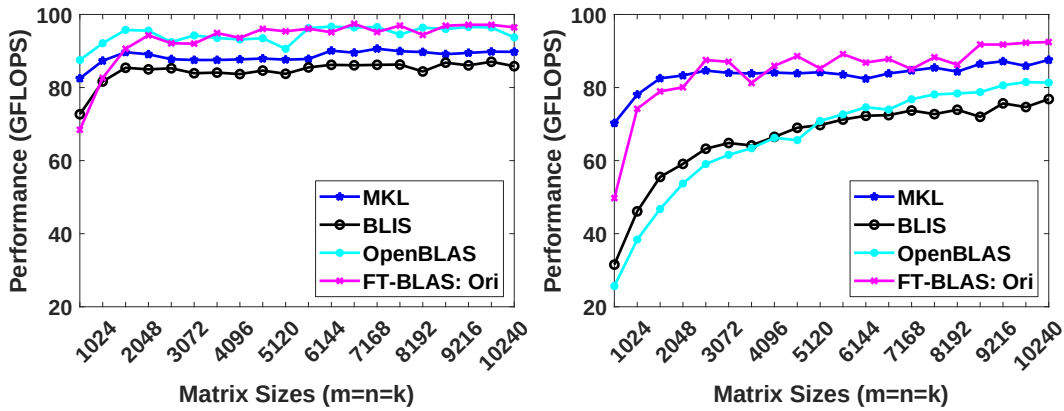 100
80
60
40
20
Performance (GFLOPS)
MKL
BLIS
OpenBLAS
FT-BLAS: Ori
1024
2048
3072
4096
5120
6144
7168
8192
9216
10240
Matrix Sizes (m=n=k)
100
80
60
40
20
Performance (GFLOPS)
MKL
BLIS
OpenBLAS
FT-BLAS: Ori
1024
2048
3072
4096
5120
6144
7168
8192
9216
10240
Matrix Sizes (m=n=k)